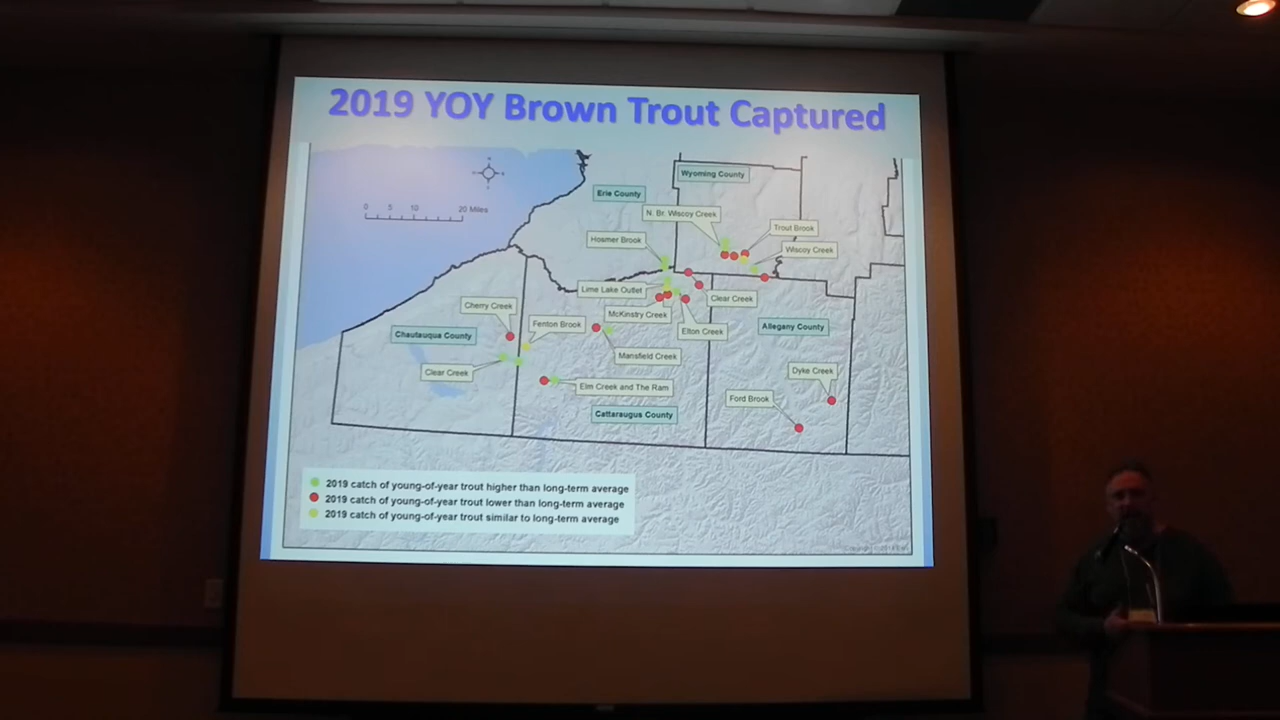 2019 YOY Brown Trout Captured
0 5 10 20 Miles
Wyoming County
Erie County
N. Br. Wiscoy Creek
Trout Brook
Hosmer Brook
Wiscoy Creek
Lime Lake Outlet
Clear Creek
Cherry Creek
McKinstry Creek
Fenton Brook
Elton Creek
Allegany County
Chautauqua County
Mansfield Creek
Clear Creek
Dyke Creek
Elm Creek and The Ram
Ford Brook
Cattaraugus County
2019 catch of young-of-year trout higher than long-term average
2019 catch of young-of-year trout lower than long-term average
2019 catch of young-of-year trout similar to long-term average